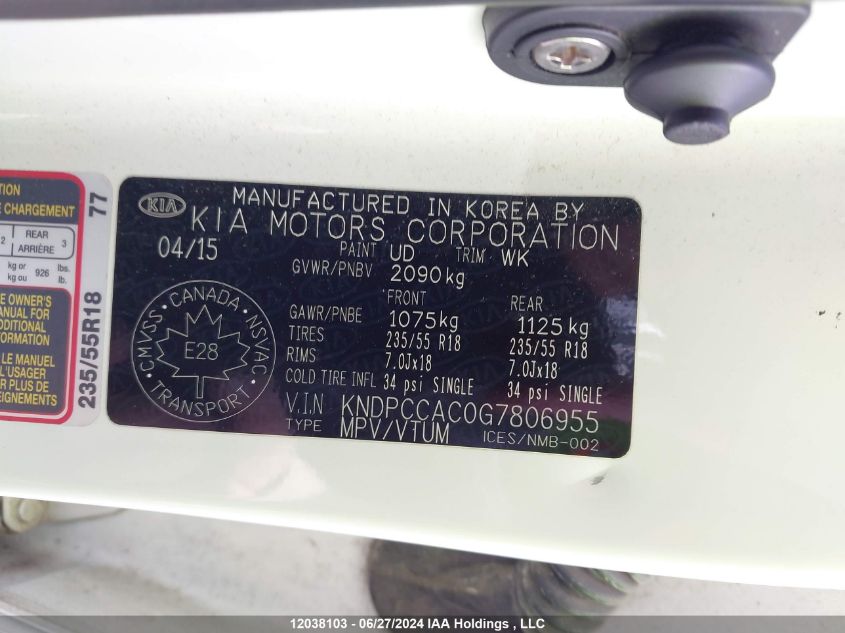 MANUFACTURED IN KOREA BY
KIA
KIA MOTORS CORPORATION
04/15
PAINT UD TRIM WK
GVWR/PNBV 2090kg
FRONT REAR
GAWR/PNBE 1075kg 1125kg
TIRES 235/55 R18 235/55 R18
RIMS 7.0Jx18 7.0Jx18
COLD TIRE INFL 34 psi SINGLE 34 psi SINGLE
V.I.N KNDPCCAC0G7806955
TYPE MPV/VTUM ICES/NMB-002
CANADA
CMVSS · NSVAC
E28
TRANSPORT
CHARGEMENT
2 REAR 3
ARRIÈRE
kg or 926 lbs.
kg ou lb.
OWNER'S
MANUAL FOR
LE MANUEL
L'USAGER
PLUS DE
77
235/55R18
12038103 - 06/27/2024 IAA Holdings , LLC